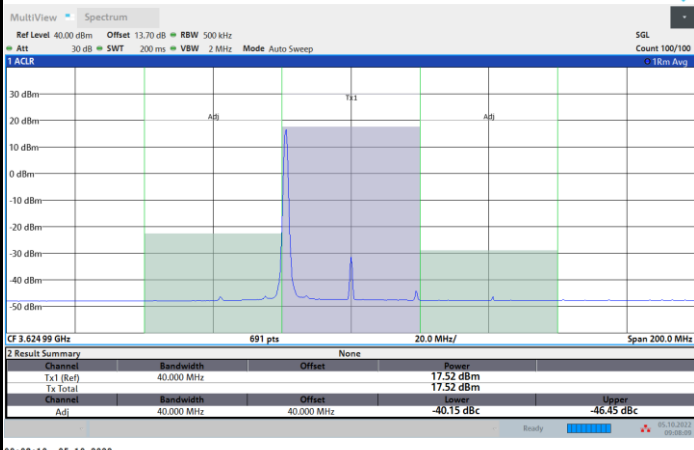 MultiView Spectrum
Ref Level 40.00 dBm Offset 13.70 dB RBW 500 kHz SGL
Att 30 dB SWT 200 ms VBW 2 MHz Mode Auto Sweep Count 100/100
1 ACLR 1Rm Avg
30 dBm
Tx1
20 dBm
Adj Adj
10 dBm
0 dBm
-10 dBm
-20 dBm
-30 dBm
-40 dBm
-50 dBm
CF 3.624 99 GHz 691 pts 20.0 MHz/ Span 200.0 MHz
2 Result Summary None
Channel Bandwidth Offset Power
Tx1 (Ref) 40.000 MHz 17.52 dBm
Tx Total 17.52 dBm
Channel Bandwidth Offset Lower Upper
Adj 40.000 MHz 40.000 MHz -40.15 dBc -46.45 dBc
Ready 05.10.2022
09:08:09